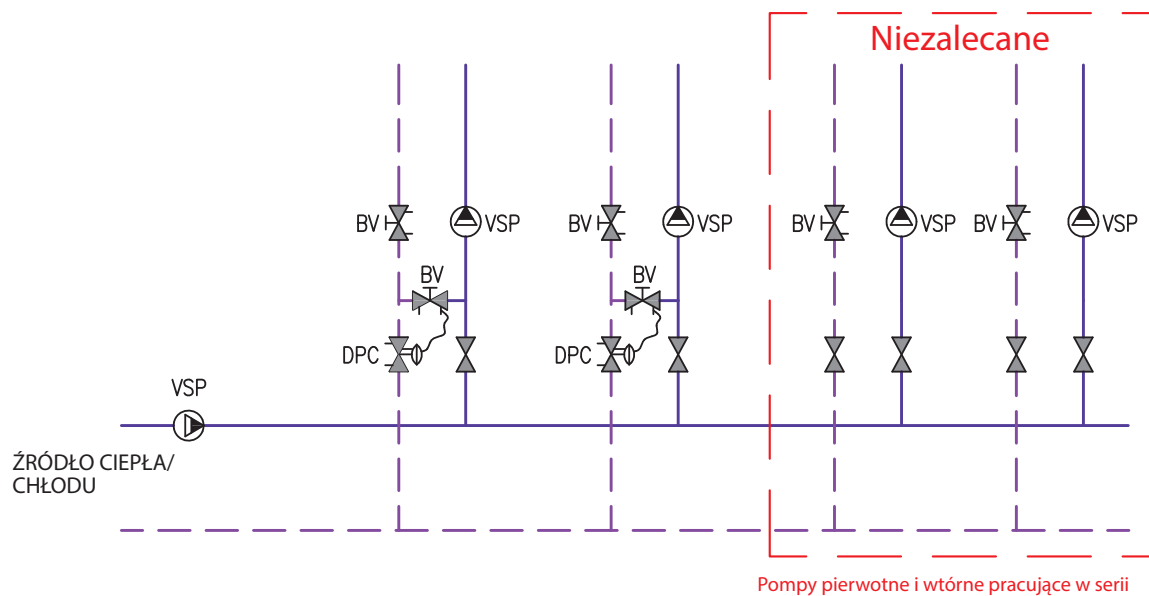 Niezalecane
BV
VSP
BV
VSP
BV
VSP
BV
VSP
BV
BV
DPC
DPC
VSP
ŹRÓDŁO CIEPŁA/
CHŁODU
Pompy pierwotne i wtórne pracujące w serii